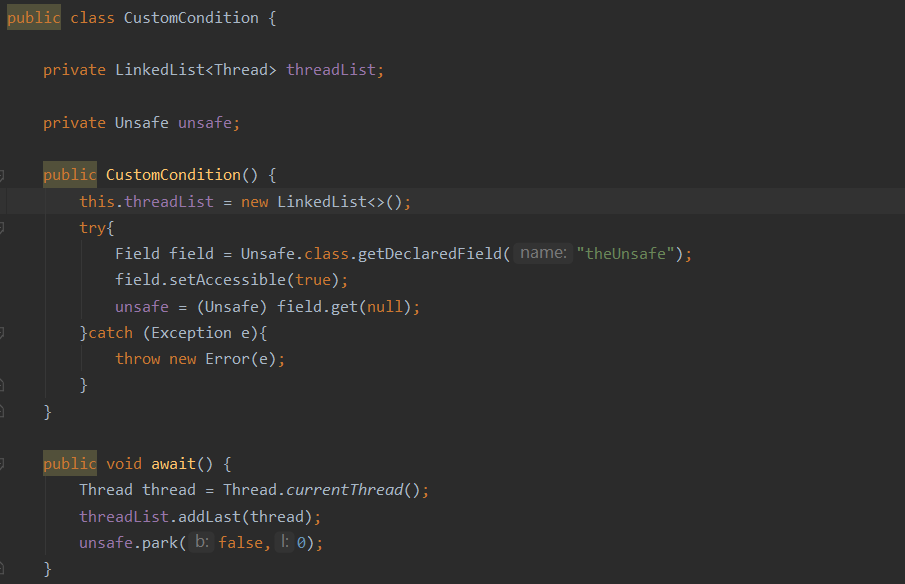 public class CustomCondition {
private LinkedList<Thread> threadList;
private Unsafe unsafe;
public CustomCondition() {
this.threadList = new LinkedList<>();
try{
Field field = Unsafe.class.getDeclaredField( name: "theUnsafe");
field.setAccessible(true);
unsafe = (Unsafe) field.get(null);
}catch (Exception e){
throw new Error(e);
}
}
public void await() {
Thread thread = Thread.currentThread();
threadList.addLast(thread);
unsafe.park( b: false, l: 0);
}